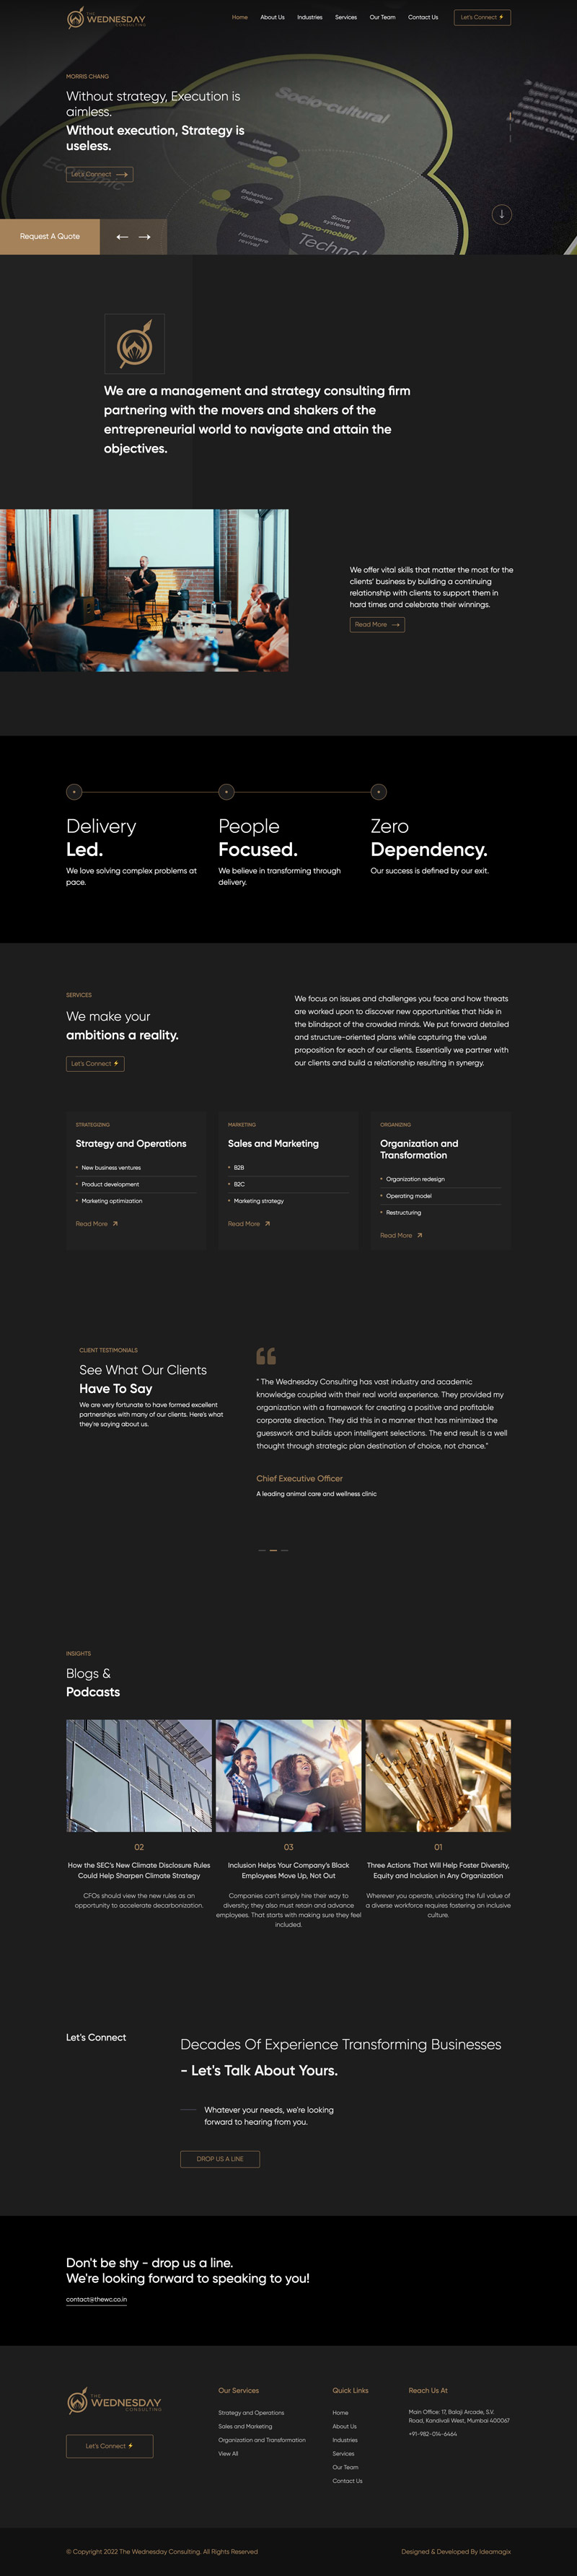 THE
WEDNESDAY
CONSULTING
Home
About Us
Industries
Services
Our Team
Contact Us
Let's Connect
MORRIS CHANG
Without strategy, Execution is
aimless.
Without execution, Strategy is
useless.
Let's Connect
Socio-cultural
Economic
Urban
Densification
Behaviour
change
Road pricing
Smart
systems
Micro-mobility
Hardware
recovery
Techno
Mapping
Request A Quote
We are a management and strategy consulting firm
partnering with the movers and shakers of the
entrepreneurial world to navigate and attain the
objectives.
We offer vital skills that matter the most for the
clients' business by building a continuing
relationship with clients to support them in
hard times and celebrate their winnings.
Read More
Delivery
Led.
We love solving complex problems at
pace.
People
Focused.
We believe in transforming through
delivery.
Zero
Dependency.
Our success is defined by our exit.
SERVICES
We make your
ambitions a reality.
Let's Connect
We focus on issues and challenges you face and how threats
are worked upon to discover new opportunities that hide in
the blindspot of the crowded minds. We put forward detailed
and structure-oriented plans while capturing the value
proposition for each of our clients. Essentially we partner with
our clients and build a relationship resulting in synergy.
STRATEGIZING
Strategy and Operations
New business ventures
Product development
Marketing optimization
Read More
MARKETING
Sales and Marketing
B2B
B2C
Marketing strategy
Read More
ORGANIZING
Organization and
Transformation
Organization redesign
Operating model
Restructuring
Read More
CLIENT TESTIMONIALS
See What Our Clients
Have To Say
We are very fortunate to have formed excellent
partnerships with many of our clients. Here's what
they're saying about us.
" The Wednesday Consulting has vast industry and academic
knowledge coupled with their real world experience. They provided my
organization with a framework for creating a positive and profitable
corporate direction. They did this in a manner that has minimized the
guesswork and builds upon intelligent selections. The end result is a well
thought through strategic plan destination of choice, not chance."
Chief Executive Officer
A leading animal care and wellness clinic
INSIGHTS
Blogs &
Podcasts
02
How the SEC's New Climate Disclosure Rules
Could Help Sharpen Climate Strategy
CFOs should view the new rules as an
opportunity to accelerate decarbonization.
03
Inclusion Helps Your Company's Black
Employees Move Up, Not Out
Companies can't simply hire their way to
diversity; they also must retain and advance
employees. That starts with making sure they feel
included.
01
Three Actions That Will Help Foster Diversity,
Equity and Inclusion in Any Organization
Wherever you operate, unlocking the full value of
a diverse workforce requires fostering an inclusive
culture.
Let's Connect
Decades Of Experience Transforming Businesses
- Let's Talk About Yours.
Whatever your needs, we're looking
forward to hearing from you.
DROP US A LINE
Don't be shy - drop us a line.
We're looking forward to speaking to you!
contact@thewc.co.in
THE
WEDNESDAY
CONSULTING
Let's Connect
Our Services
Strategy and Operations
Sales and Marketing
Organization and Transformation
View All
Quick Links
Home
About Us
Industries
Services
Our Team
Contact Us
Reach Us At
Main Office: 17, Balaji Arcade, S.V.
Road, Kandivali West, Mumbai 400067
+91-982-014-6464
© Copyright 2022 The Wednesday Consulting. All Rights Reserved
Designed & Developed By Ideamagix